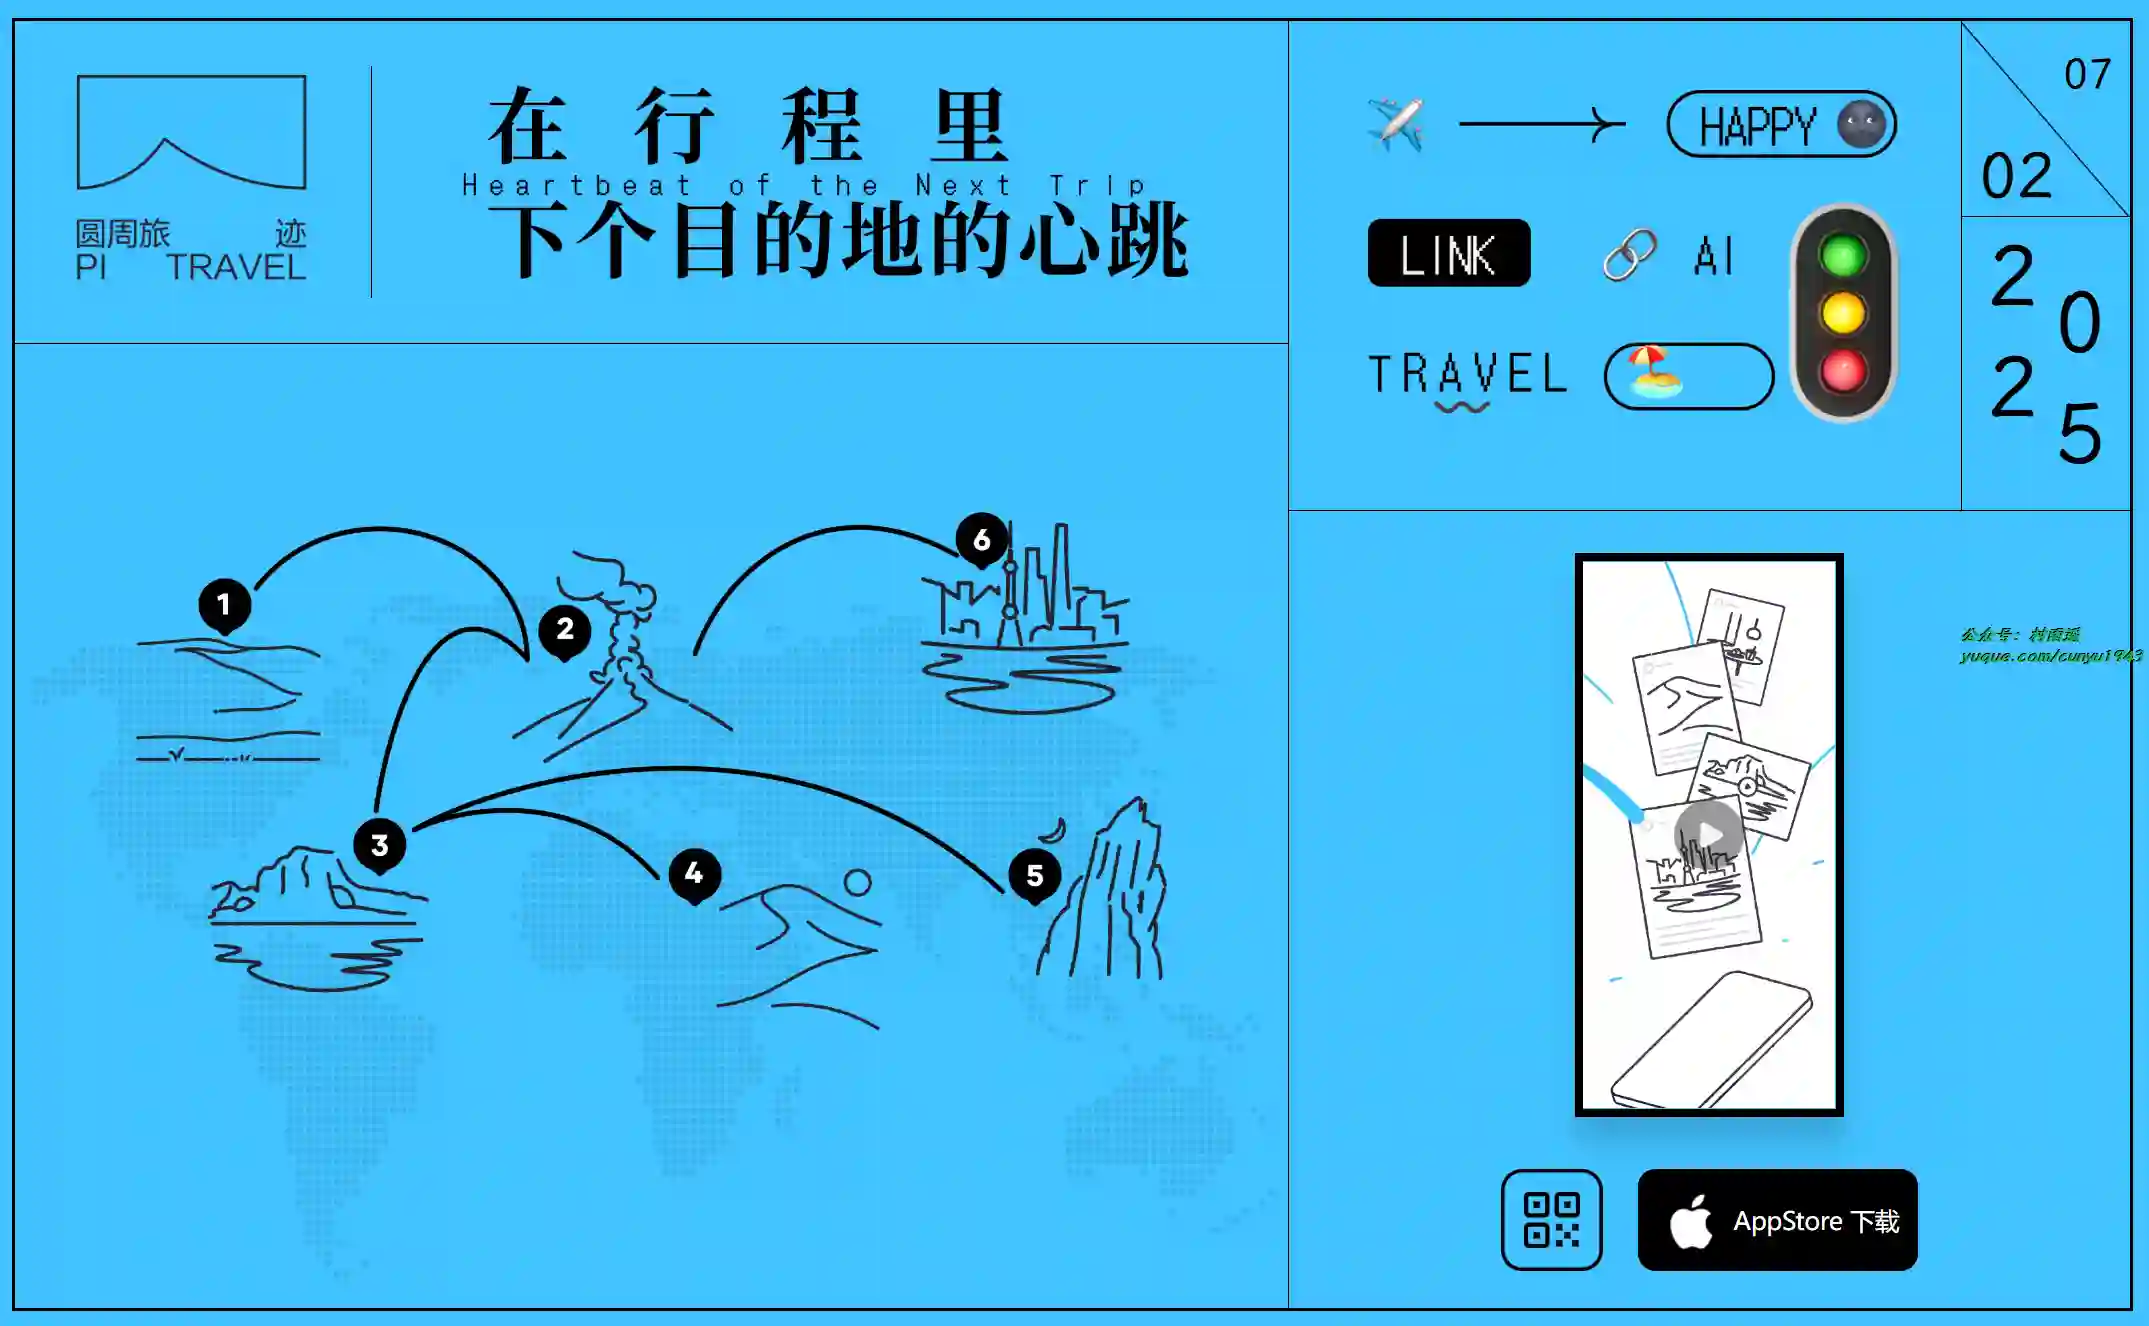 圆周旅 迹
PI TRAVEL
在行程里
Heartbeat of the Next Trip
下个目的地的心跳
HAPPY
LINK
AI
TRAVEL
07
02
2
0
2
5
1
2
3
4
5
6
公众号：村雨遥
yuque.com/cunyu1943
AppStore 下载